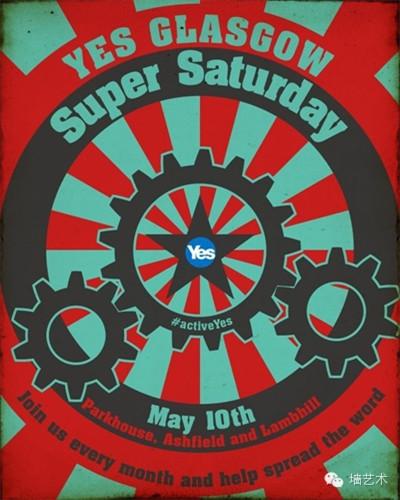 YES GLASGOW
Super Saturday
Yes
#activeYes
May 10th
Parkhouse, Ashfield and Lambhill
Join us every month and help spread the word
墙艺术